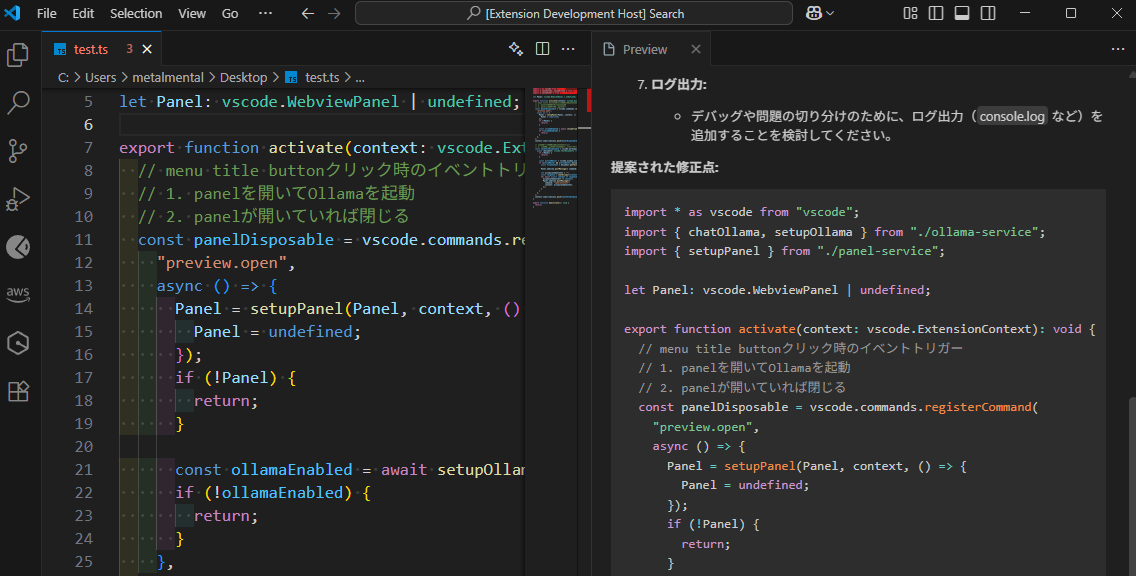 File Edit Selection View Go ··· [Extension Development Host] Search
TS test.ts 3
Preview
C: > Users > metalmental > Desktop > TS test.ts > ...
5 let Panel: vscode.WebviewPanel | undefined;
6
7 export function activate(context: vscode.Ext
8 // menu title buttonクリック時のイベントトリ
9 // 1. panelを開いてOllamaを起動
10 // 2. panelが開いていれば閉じる
11 const panelDisposable = vscode.commands.re
12 "preview.open",
13 async () => {
14 Panel = setupPanel(Panel, context, ()
15 Panel = undefined;
16 });
17 if (!Panel) {
18 return;
19 }
20
21 const ollamaEnabled = await setupOllam
22 if (!ollamaEnabled) {
23 return;
24 }
25 },
aws
7. ログ出力:
○ デバッグや問題の切り分けのために、ログ出力（console.log など）を
追加することを検討してください。
提案された修正点:
import * as vscode from "vscode";
import { chatOllama, setupOllama } from "./ollama-service";
import { setupPanel } from "./panel-service";
let Panel: vscode.WebviewPanel | undefined;
export function activate(context: vscode.ExtensionContext): void {
// menu title buttonクリック時のイベントトリガー
// 1. panelを開いてOllamaを起動
// 2. panelが開いていれば閉じる
const panelDisposable = vscode.commands.registerCommand(
"preview.open",
async () => {
Panel = setupPanel(Panel, context, () => {
Panel = undefined;
});
if (!Panel) {
return;
}